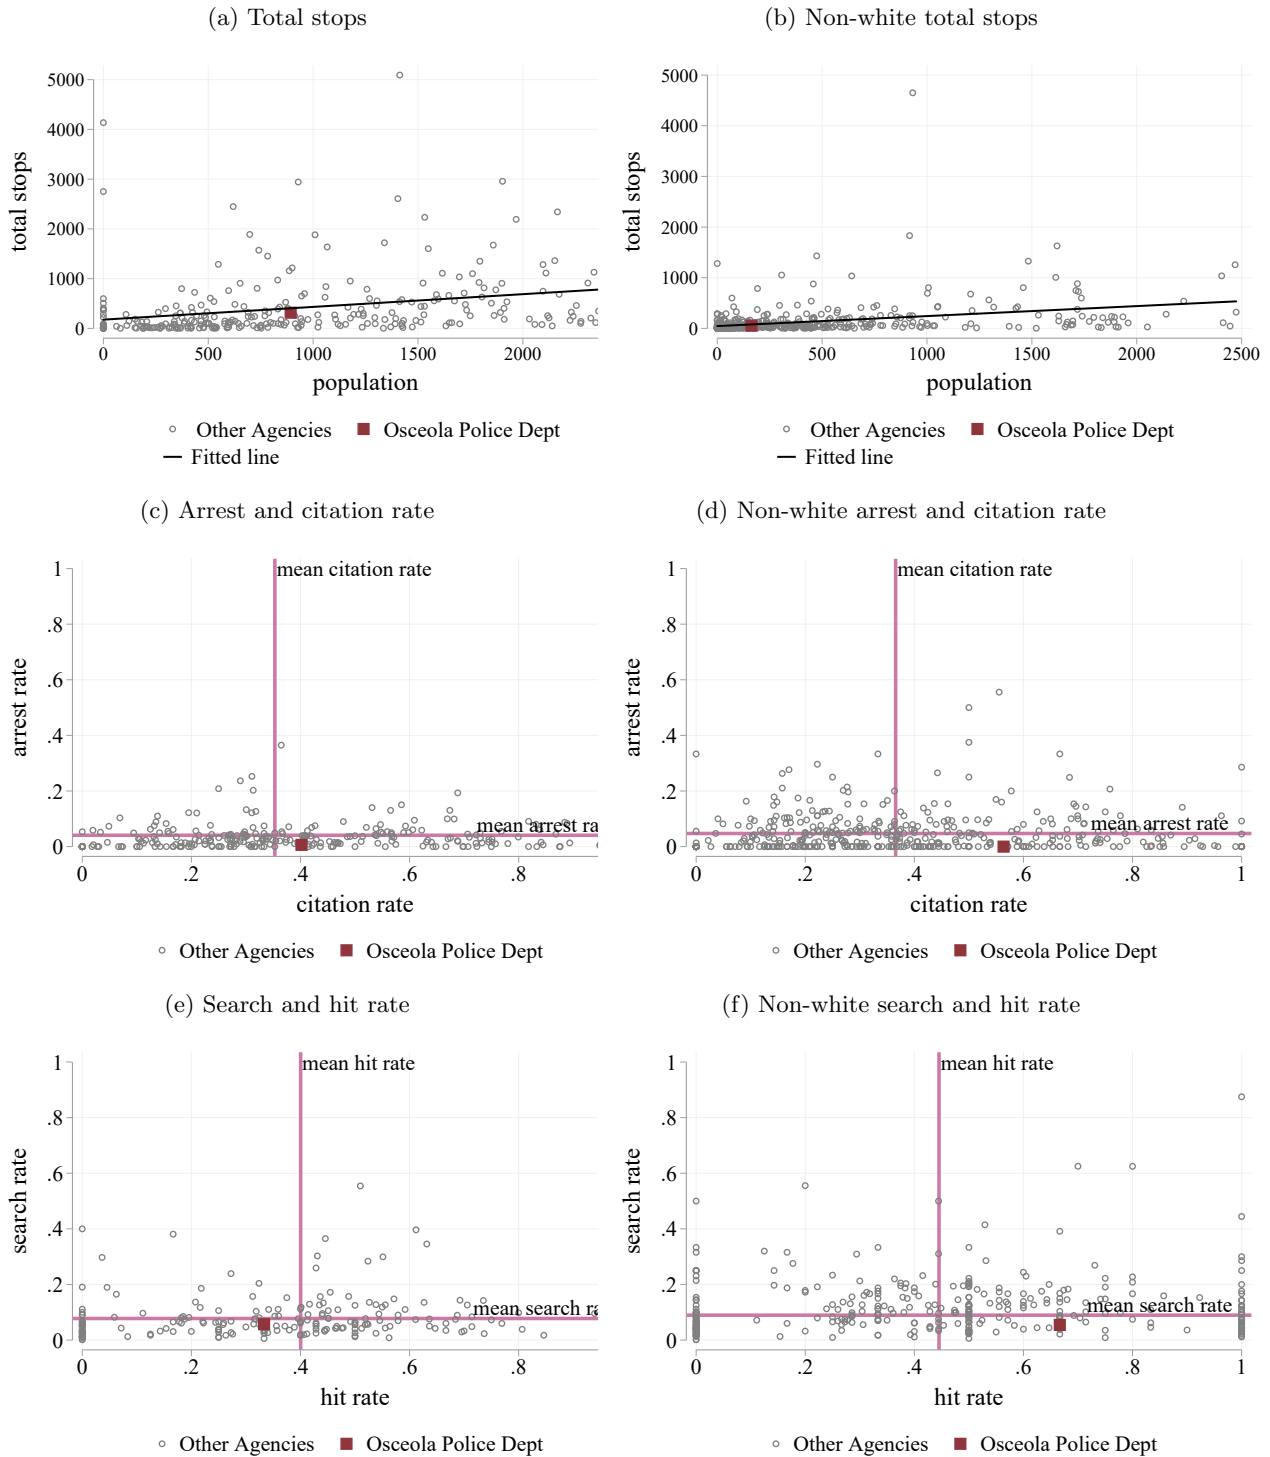 (a) Total stops
(b) Non-white total stops
total stops
5000
4000
3000
2000
1000
0
0 500 1000 1500 2000
population
Other Agencies Osceola Police Dept
Fitted line
total stops
5000
4000
3000
2000
1000
0
0 500 1000 1500 2000 2500
population
Other Agencies Osceola Police Dept
Fitted line
(c) Arrest and citation rate
(d) Non-white arrest and citation rate
arrest rate
1
.8
.6
.4
.2
0
mean citation rate
mean arrest ra
0 .2 .4 .6 .8
citation rate
Other Agencies Osceola Police Dept
arrest rate
1
.8
.6
.4
.2
0
mean citation rate
mean arrest rate
0 .2 .4 .6 .8 1
citation rate
Other Agencies Osceola Police Dept
(e) Search and hit rate
(f) Non-white search and hit rate
search rate
1
.8
.6
.4
.2
0
mean hit rate
mean search ra
0 .2 .4 .6 .8
hit rate
Other Agencies Osceola Police Dept
search rate
1
.8
.6
.4
.2
0
mean hit rate
mean search rate
0 .2 .4 .6 .8 1
hit rate
Other Agencies Osceola Police Dept